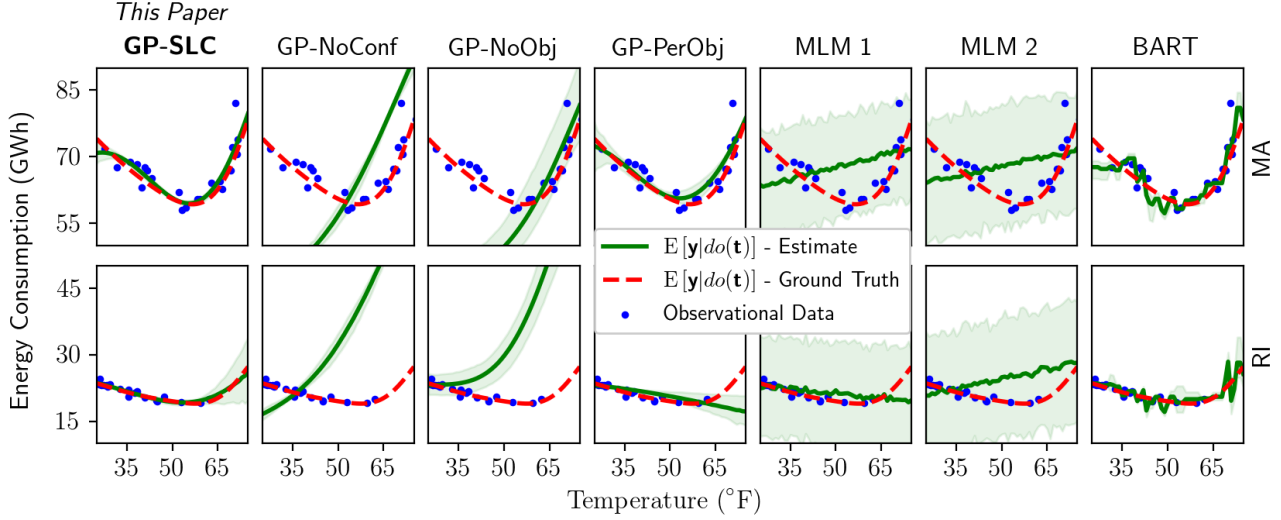 This Paper
GP-SLC GP-NoConf GP-NoObj GP-PerObj MLM 1 MLM 2 BART
Energy Consumption (GWh)
85
70
55
MA
E [y|do(t)] - Estimate
E [y|do(t)] - Ground Truth
Observational Data
45
30
15
RI
35 50 65 35 50 65 35 50 65 35 50 65 35 50 65 35 50 65 35 50 65
Temperature (°F)